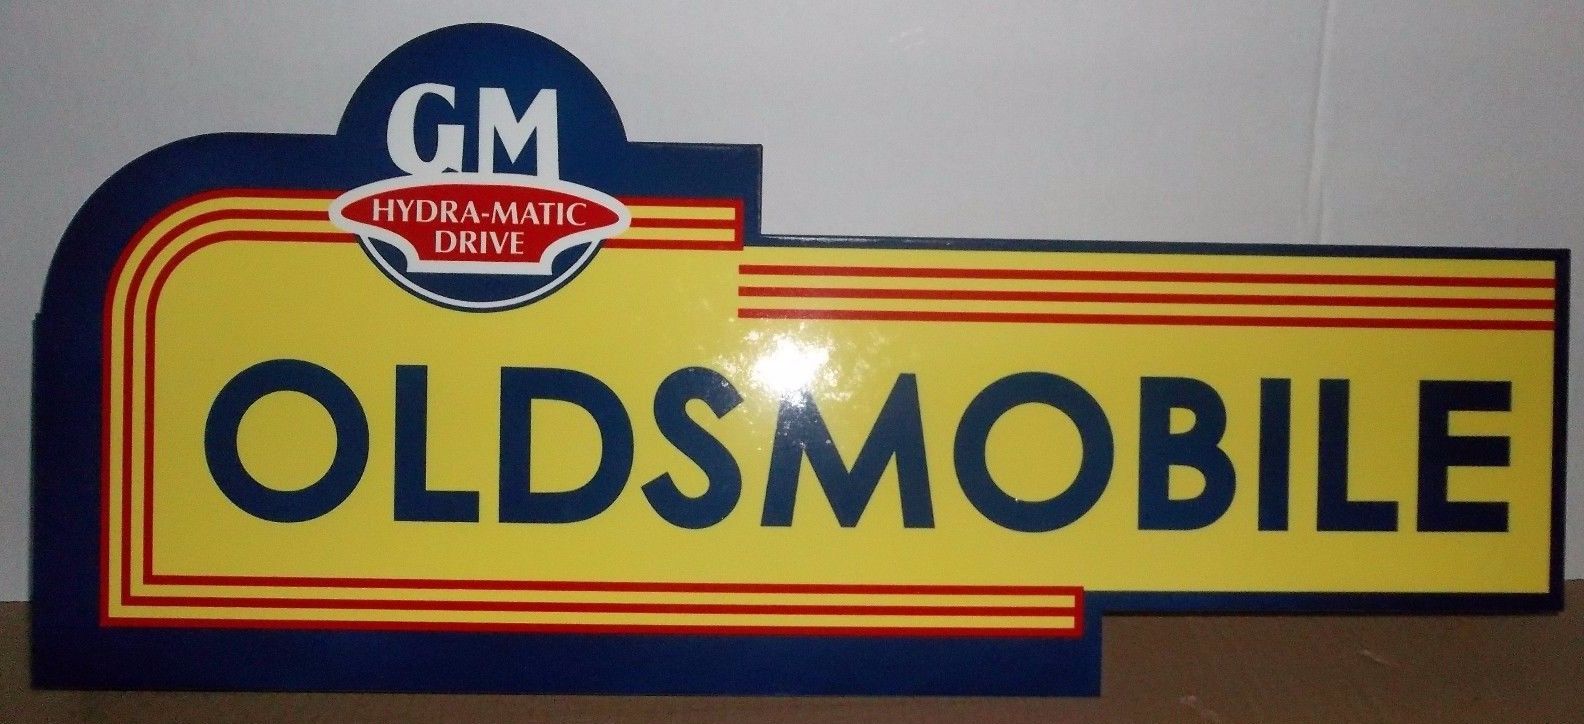 GM
HYDRA-MATIC
DRIVE
OLDSMOBILE